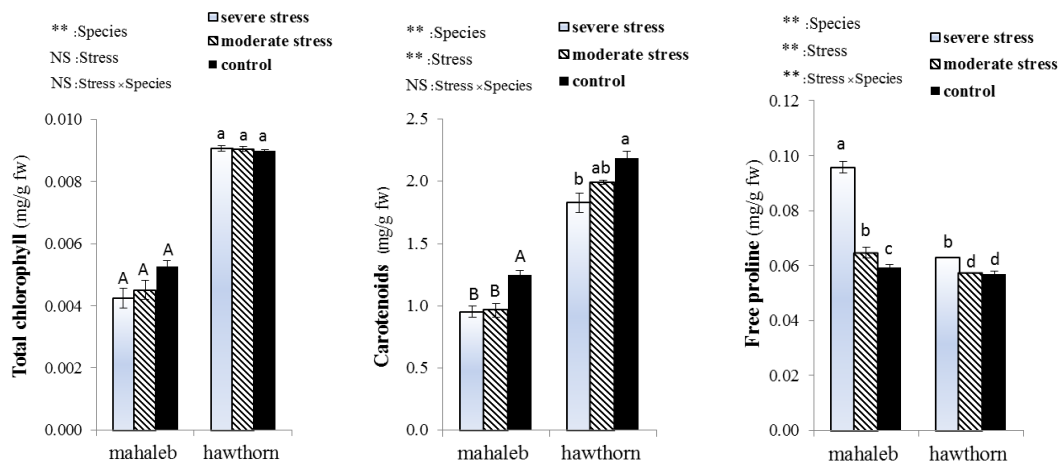 ** :Species
NS :Stress
NS :Stress ×Species
severe stress
moderate stress
control
Total chlorophyll (mg/g fw)
0.010
0.008
0.006
0.004
0.002
0.000
A A A
a a a
mahaleb hawthorn
** :Species
** :Stress
NS :Stress×Species
severe stress
moderate stress
control
Carotenoids (mg/g fw)
2.5
2.0
1.5
1.0
0.5
0.0
B B A
b ab a
mahaleb hawthorn
** :Species
** :Stress
** :Stress×Species
severe stress
moderate stress
control
Free proline (mg/g fw)
0.12
0.10
0.08
0.06
0.04
0.02
0.00
a b c
b d d
mahaleb hawthorn